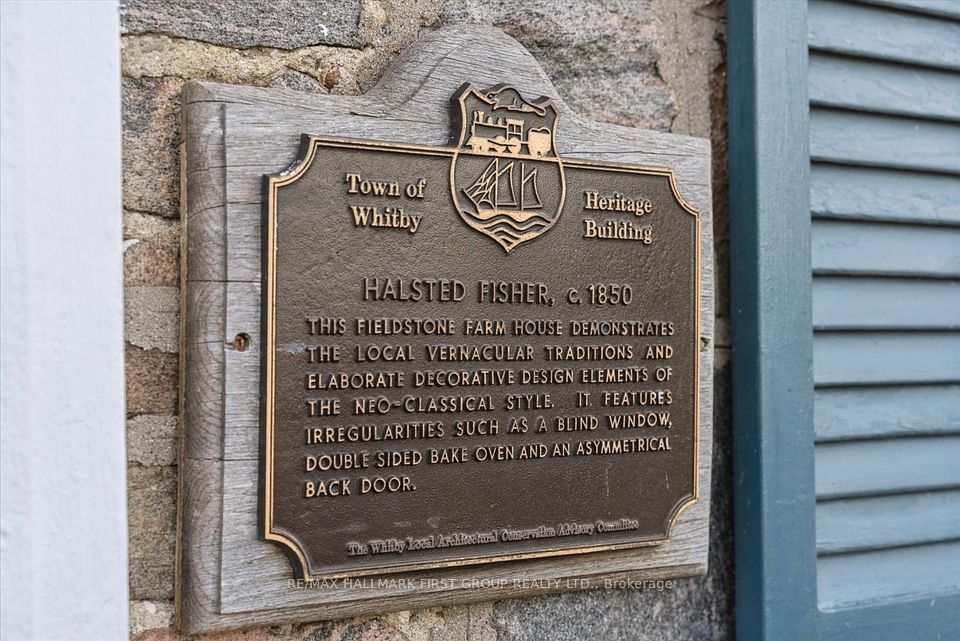 Town of
Whitby
Heritage
Building
HALSTED FISHER, c. 1850
THIS FIELDSTONE FARM HOUSE DEMONSTRATES
THE LOCAL VERNACULAR TRADITIONS AND
ELABORATE DECORATIVE DESIGN ELEMENTS OF
THE NEO-CLASSICAL STYLE. IT FEATURES
IRREGULARITIES SUCH AS A BLIND WINDOW,
DOUBLE SIDED BAKE OVEN AND AN ASYMMETRICAL
BACK DOOR.
The Whitby Local Architectural Conservation Advisory Committee
RE/MAX HALLMARK FIRST GROUP REALTY LTD., Brokerage